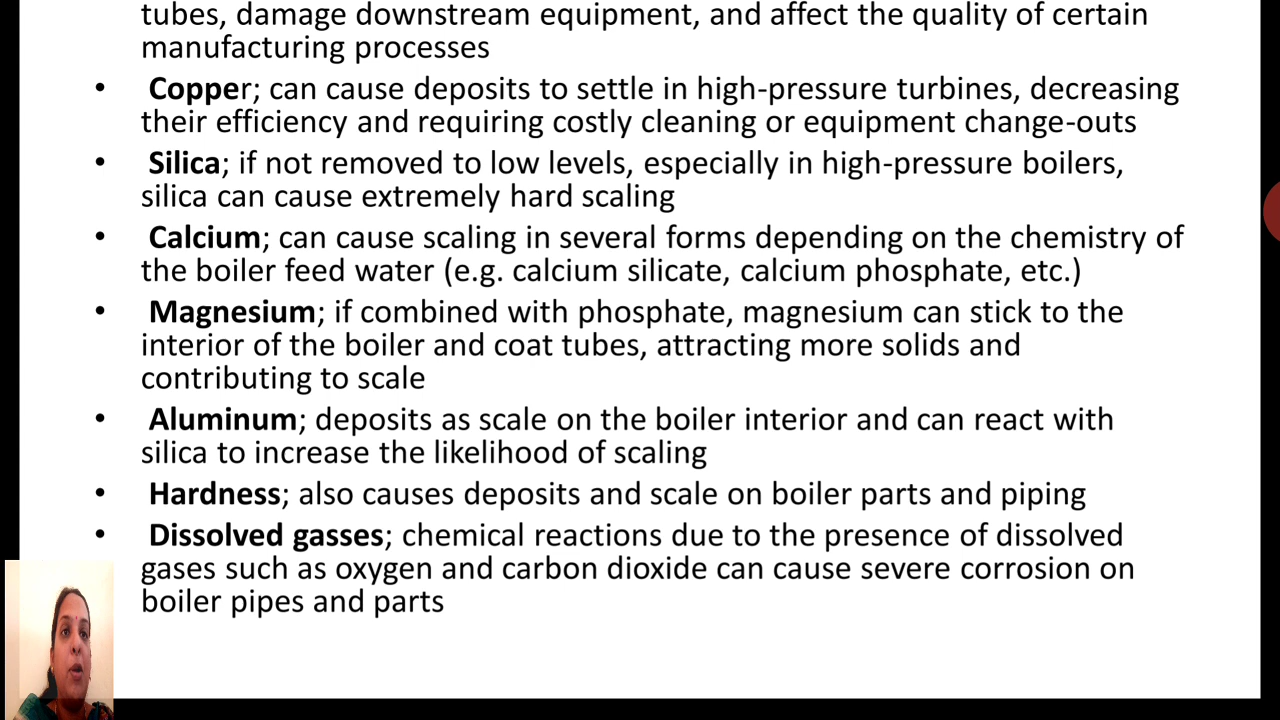 tubes, damage downstream equipment, and affect the quality of certain
manufacturing processes
• Copper; can cause deposits to settle in high-pressure turbines, decreasing
their efficiency and requiring costly cleaning or equipment change-outs
• Silica; if not removed to low levels, especially in high-pressure boilers,
silica can cause extremely hard scaling
• Calcium; can cause scaling in several forms depending on the chemistry of
the boiler feed water (e.g. calcium silicate, calcium phosphate, etc.)
• Magnesium; if combined with phosphate, magnesium can stick to the
interior of the boiler and coat tubes, attracting more solids and
contributing to scale
• Aluminum; deposits as scale on the boiler interior and can react with
silica to increase the likelihood of scaling
• Hardness; also causes deposits and scale on boiler parts and piping
• Dissolved gasses; chemical reactions due to the presence of dissolved
gases such as oxygen and carbon dioxide can cause severe corrosion on
boiler pipes and parts